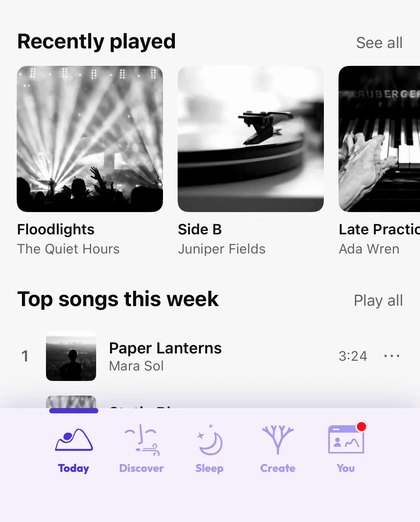 Recently played
See all
Floodlights
The Quiet Hours
Side B
Juniper Fields
Late Practic
Ada Wren
Top songs this week
Play all
1
Paper Lanterns
Mara Sol
3:24
Today
Discover
Sleep
Create
You